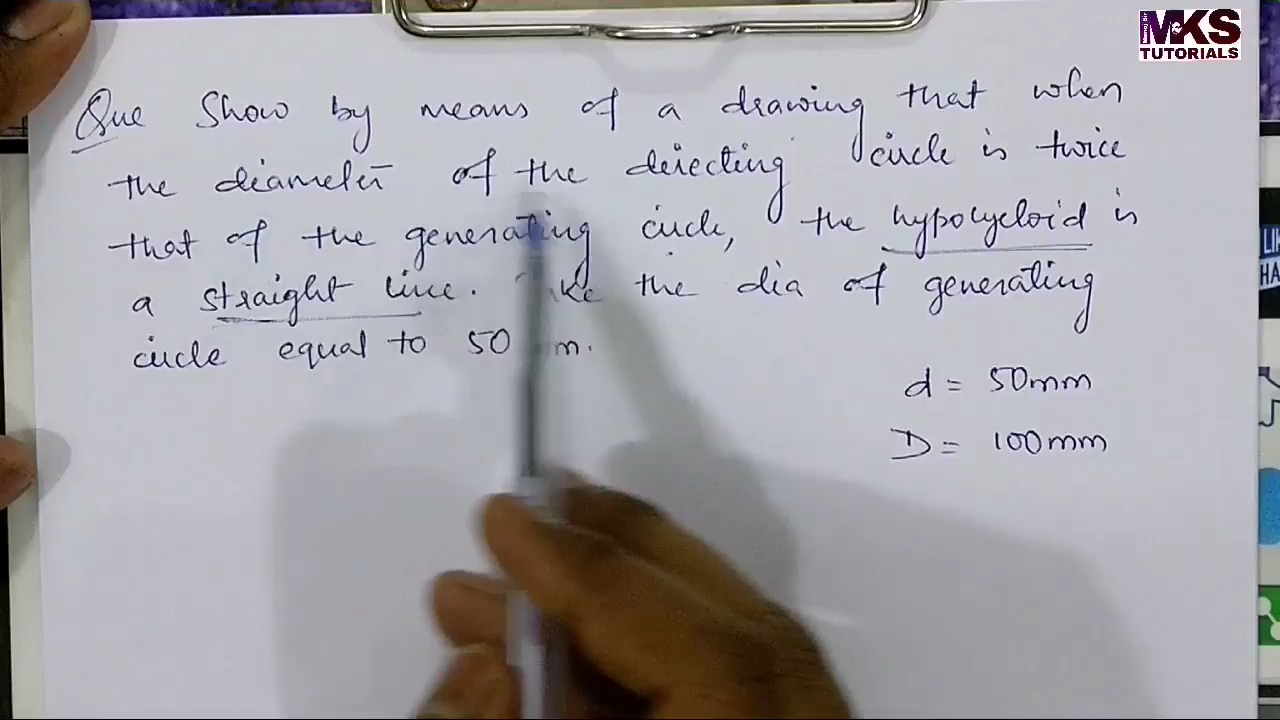 MKS
TUTORIALS
Que Show by means of a drawing that when
the diameter of the directing circle is twice
that of the generating circle, the hypocycloid is
a straight line. Take the dia of generating
circle equal to 50 mm.
d = 50mm
D = 100mm